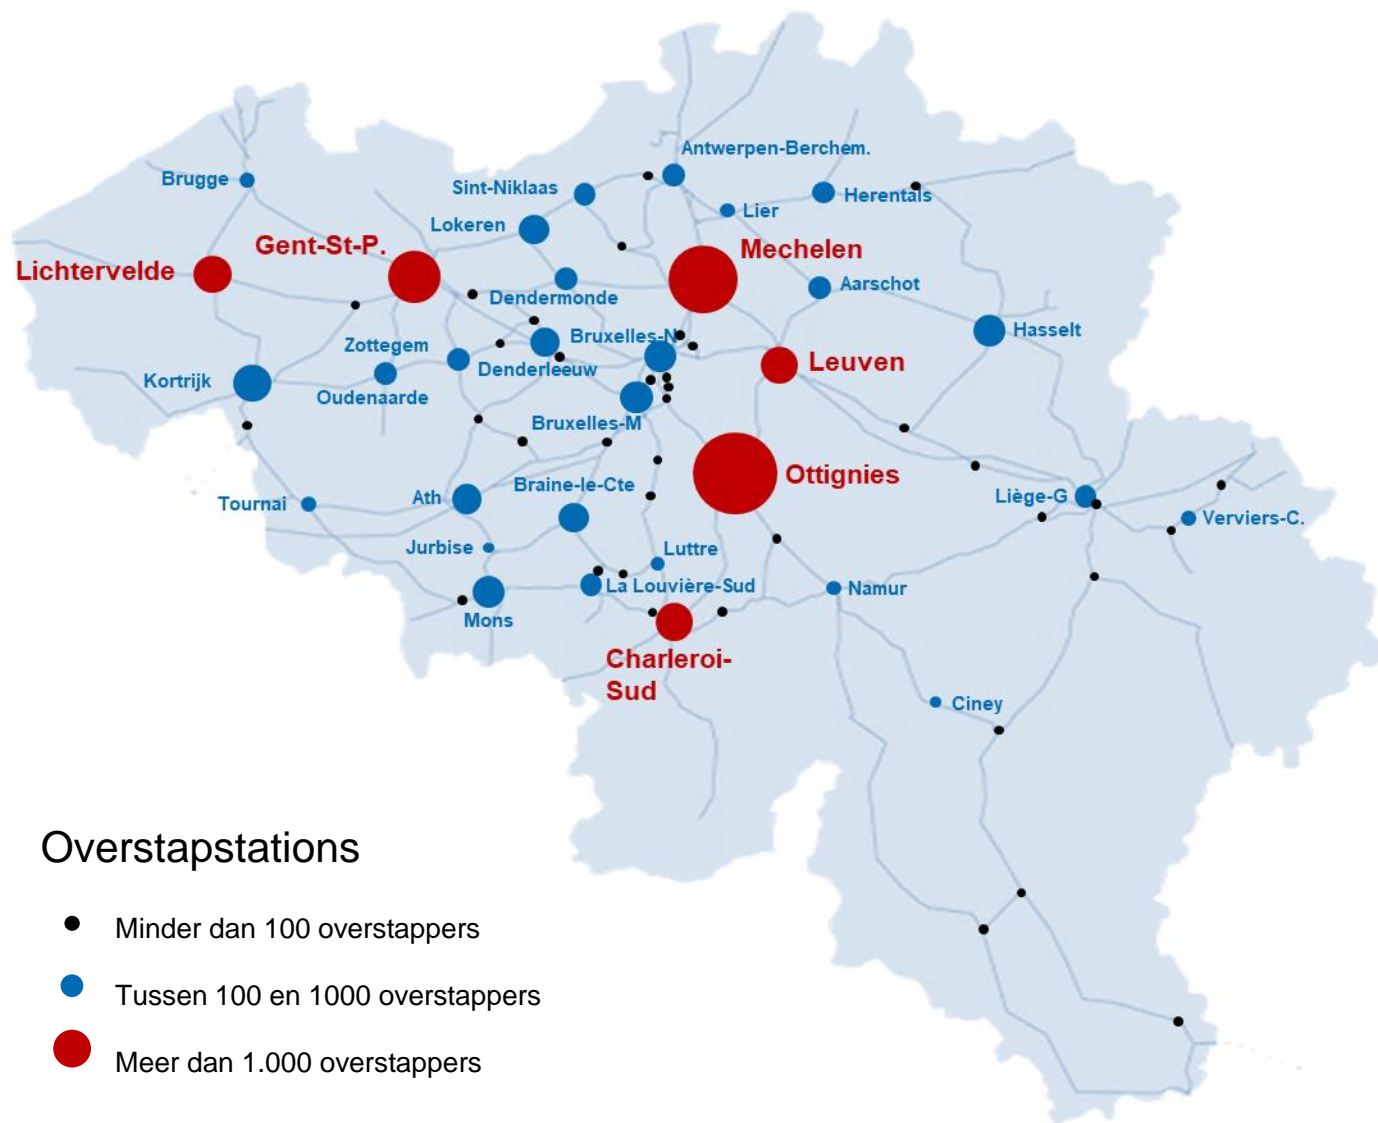 Antwerpen-Berchem.
Brugge
Sint-Niklaas
Herentals
Lier
Lokeren
Gent-St-P.
Mechelen
Lichtervelde
Aarschot
Dendermonde
Hasselt
Bruxelles-N
Zottegem
Leuven
Denderleeuw
Kortrijk
Oudenaarde
Bruxelles-M
Ottignies
Braine-le-Cte
Ath
Liège-G
Tournai
Verviers-C.
Jurbise
Luttre
La Louvière-Sud
Namur
Mons
Charleroi-
Sud
Ciney
Overstapstations
Minder dan 100 overstappers
Tussen 100 en 1000 overstappers
Meer dan 1.000 overstappers